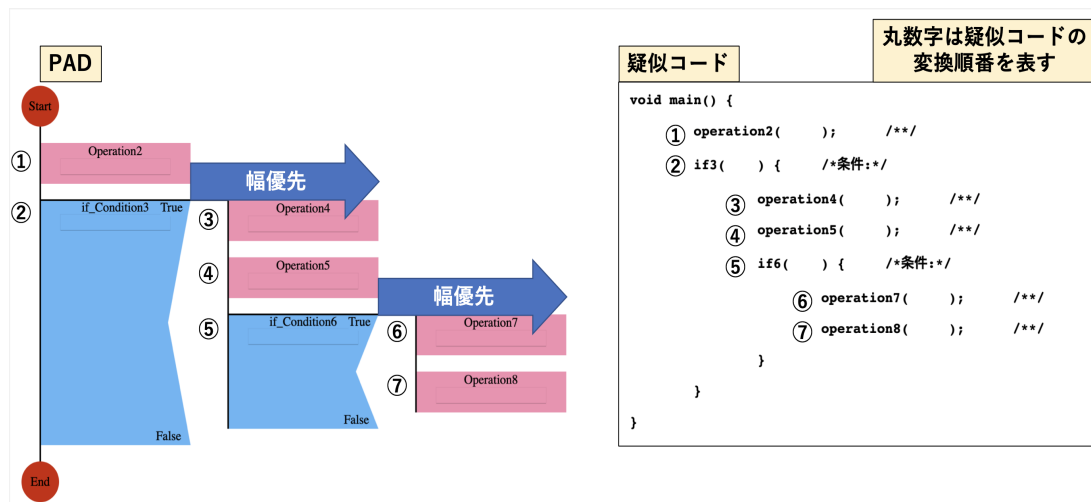 PAD
Start
① Operation2
幅優先
② if_Condition3 True
③ Operation4
④ Operation5
幅優先
⑤ if_Condition6 True
⑥ Operation7
⑦ Operation8
False
False
End
疑似コード
丸数字は疑似コードの
変換順番を表す
void main() {
① operation2( ); /**/
② if3( ) { /*条件:*/
③ operation4( ); /**/
④ operation5( ); /**/
⑤ if6( ) { /*条件:*/
⑥ operation7( ); /**/
⑦ operation8( ); /**/
}
}
}